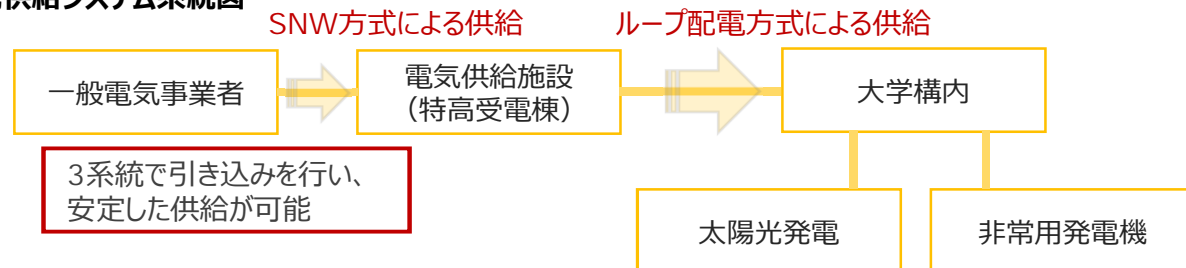 供給システム系統図
SNW方式による供給
ループ配電方式による供給
一般電気事業者
電気供給施設
（特高受電棟）
大学構内
3系統で引き込みを行い、
安定した供給が可能
太陽光発電
非常用発電機